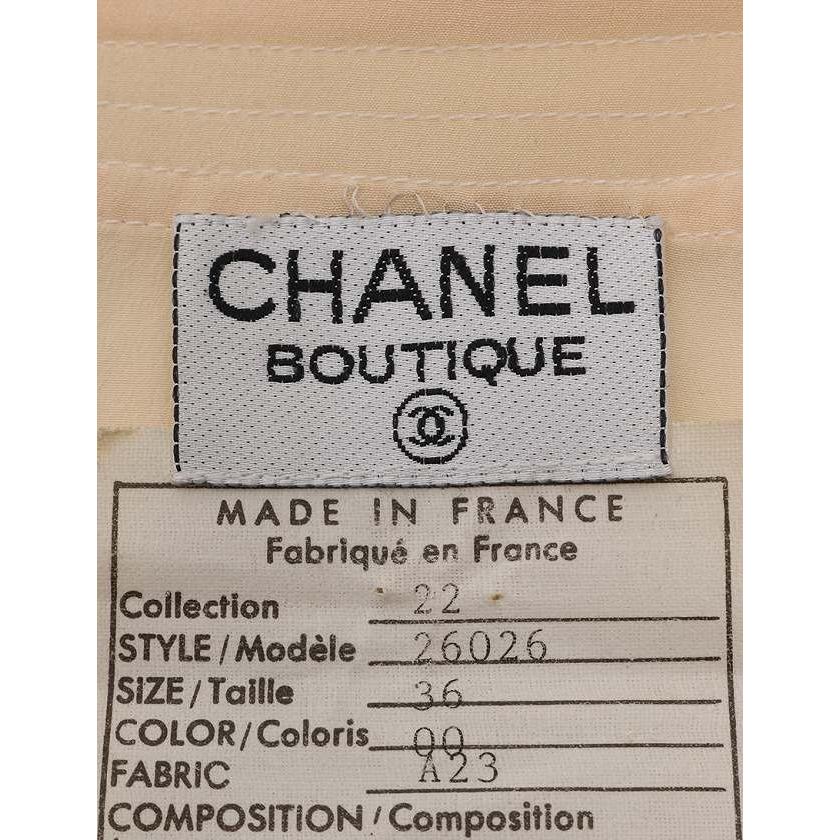 CHANEL
BOUTIQUE
MADE IN FRANCE
Fabriqué en France
Collection 22
STYLE/Modèle 26026
SIZE/Taille 36
COLOR/Coloris 00
FABRIC A23
COMPOSITION/Composition